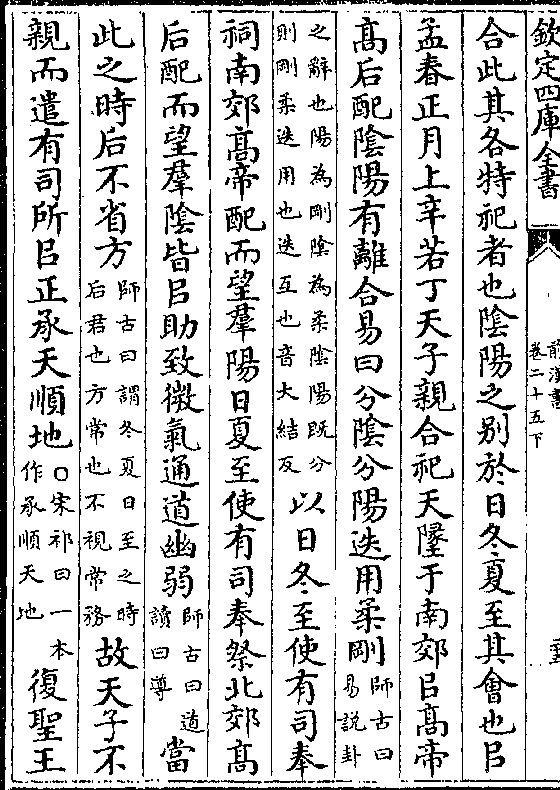 欽定四庫全書
前漢書
卷二十五下
合此其各特祀者也陰陽之别於日冬夏至其會也㠯
孟春正月上辛若丁天子親合祀天墬于南郊㠯髙帝
髙后配陰陽有離合易曰分陰分陽迭用柔剛師古曰易說卦
之辭也陽為剛陰為柔陰陽既分則剛柔迭用也迭互也音大結反以日冬至使有司奉
祠南郊髙帝配而望羣陽日夏至使有司奉祭北郊髙
后配而望羣陰皆㠯助致微氣通道幽弱師古曰道讀曰導當
此之時后不省方師古曰謂冬夏日至之時后君也方常也不視常務故天子不
親而遣有司所㠯正承天順地○宋祁曰一本作承順天地復聖王